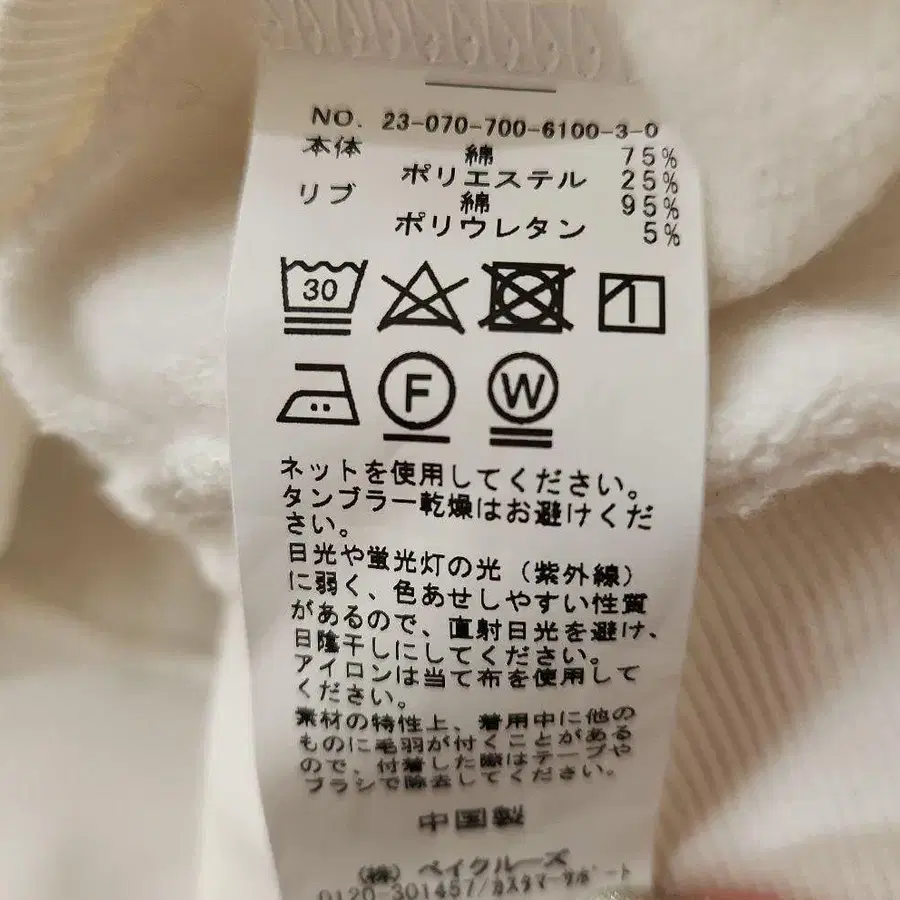 NO. 23-070-700-6100-3-0
本体 綿 75%
ポリエステル 25%
リブ 綿 95%
ポリウレタン 5%
30
F W
ネットを使用してください。
タンブラー乾燥はお避けくだ
さい。
日光や蛍光灯の光（紫外線）
に弱く、色あせしやすい性質
があるので、直射日光を避け、
日陰干しにしてください。
アイロンは当て布を使用して
ください。
素材の特性上、着用中に他の
ものに毛羽が付くことがある
ので、付着した際はテープや
ブラシで除去してください。
中国製
（株）ベイクルーズ
0120-301457/カスタマーサポート